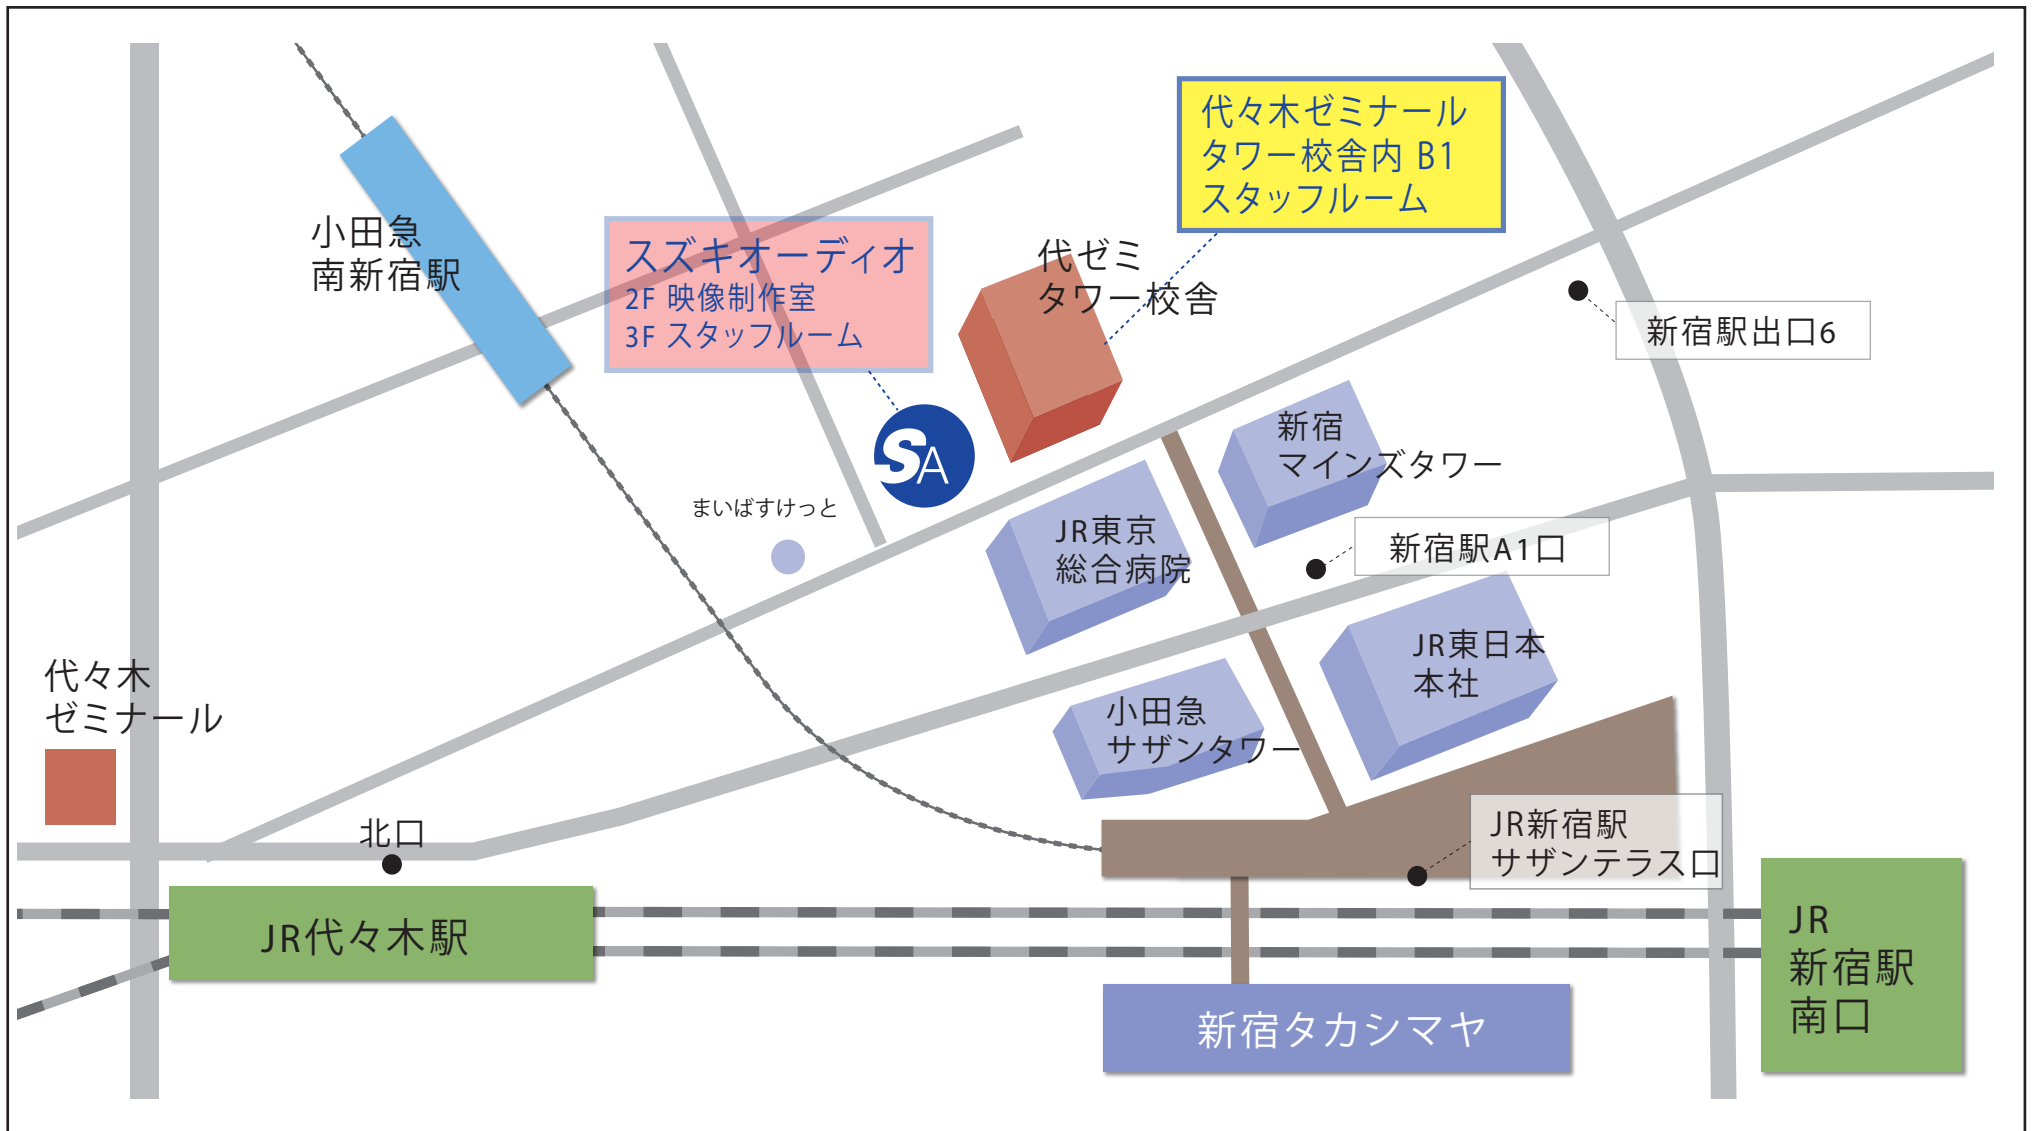 代々木ゼミナール
タワー校舎内 B1
スタッフルーム
小田急
南新宿駅
スズキオーディオ
2F 映像制作室
3F スタッフルーム
代ゼミ
タワー校舎
新宿駅出口6
SA
新宿
マインズタワー
まいばすけっと
JR東京
総合病院
新宿駅A1口
JR東日本
本社
代々木
ゼミナール
小田急
サザンタワー
北口
JR新宿駅
サザンテラス口
JR代々木駅
JR
新宿駅
南口
新宿タカシマヤ